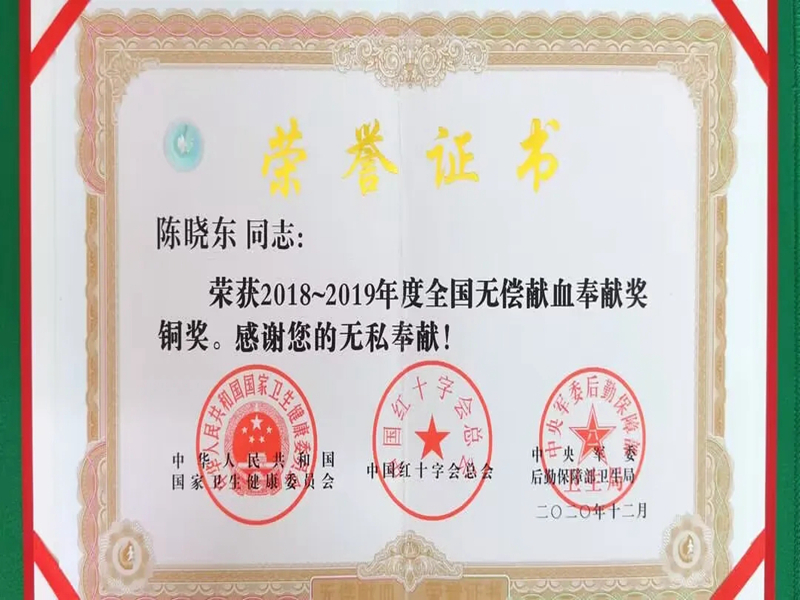 荣誉证书
陈晓东 同志：
荣获2018~2019年度全国无偿献血奉献奖
铜奖。感谢您的无私奉献！
中华人民共和国国家卫生健康委员会
中国红十字会总会
中央军委后勤保障部卫生局
中华人民共和国
国家卫生健康委员会
中国红十字会总会
中央军委
后勤保障部卫生局
二〇二〇年十二月